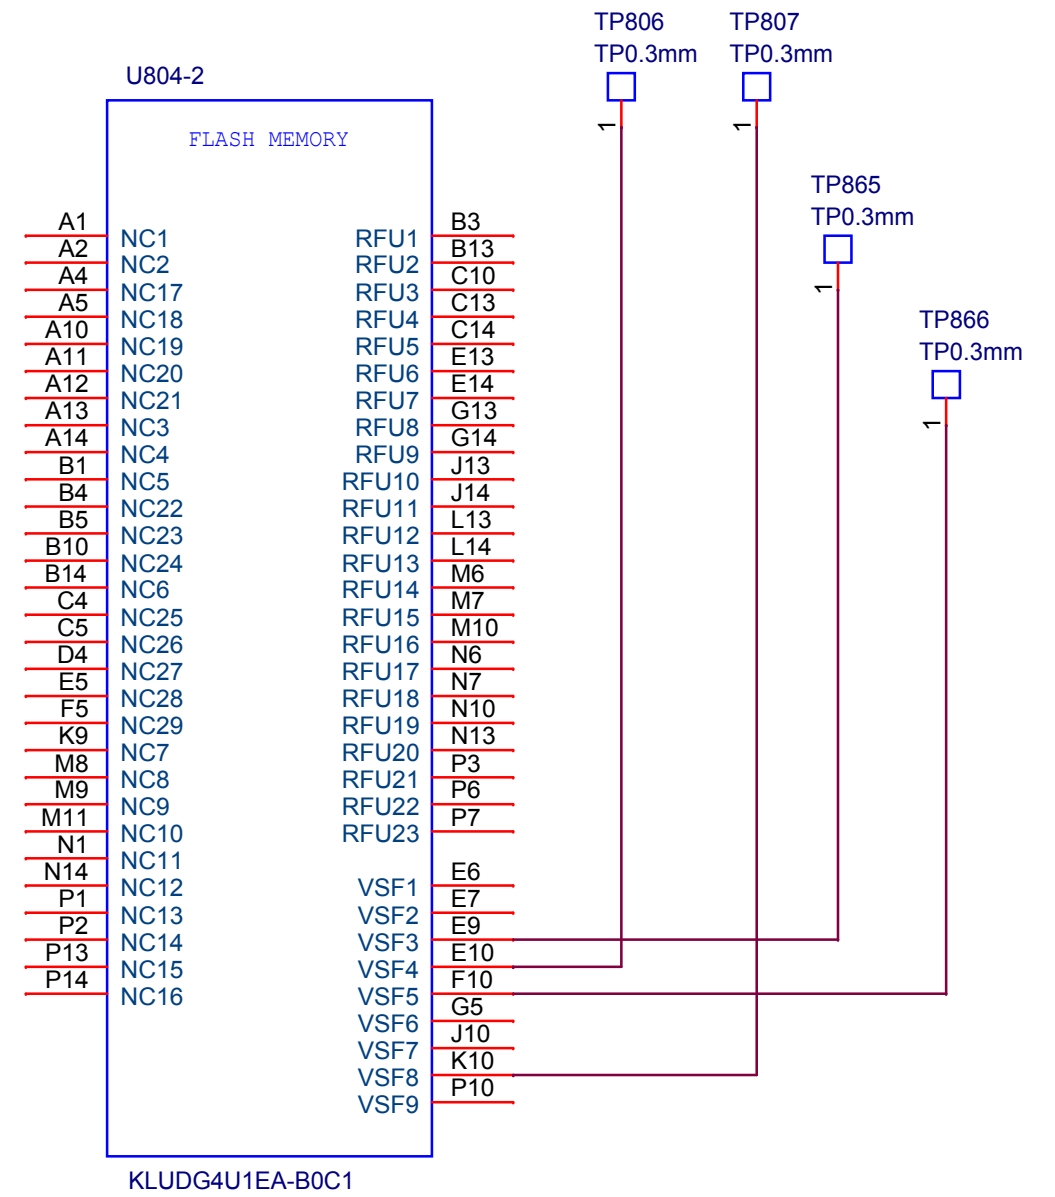 TP806 TP807
TP0.3mm TP0.3mm
U804-2
FLASH MEMORY
1 1
TP865
TP0.3mm
1
TP866
TP0.3mm
1
A1 NC1 RFU1 B3
A2 NC2 RFU2 B13
A4 NC17 RFU3 C10
A5 NC18 RFU4 C13
A10 NC19 RFU5 C14
A11 NC20 RFU6 E13
A12 NC21 RFU7 E14
A13 NC3 RFU8 G13
A14 NC4 RFU9 G14
B1 NC5 RFU10 J13
B4 NC22 RFU11 J14
B5 NC23 RFU12 L13
B10 NC24 RFU13 L14
B14 NC6 RFU14 M6
C4 NC25 RFU15 M7
C5 NC26 RFU16 M10
D4 NC27 RFU17 N6
E5 NC28 RFU18 N7
F5 NC29 RFU19 N10
K9 NC7 RFU20 N13
M8 NC8 RFU21 P3
M9 NC9 RFU22 P6
M11 NC10 RFU23 P7
N1 NC11
N14 NC12 VSF1 E6
P1 NC13 VSF2 E7
P2 NC14 VSF3 E9
P13 NC15 VSF4 E10
P14 NC16 VSF5 F10
VSF6 G5
VSF7 J10
VSF8 K10
VSF9 P10
KLUDG4U1EA-B0C1